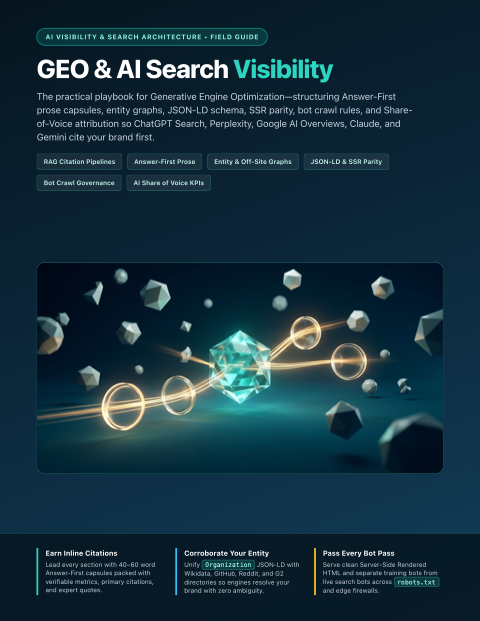 AI VISIBILITY & SEARCH ARCHITECTURE • FIELD GUIDE
GEO & AI Search Visibility
The practical playbook for Generative Engine Optimization—structuring Answer-First
prose capsules, entity graphs, JSON-LD schema, SSR parity, bot crawl rules, and Share-
of-Voice attribution so ChatGPT Search, Perplexity, Google AI Overviews, Claude, and
Gemini cite your brand first.
RAG Citation Pipelines
Answer-First Prose
Entity & Off-Site Graphs
JSON-LD & SSR Parity
Bot Crawl Governance
AI Share of Voice KPIs
Earn Inline Citations
Lead every section with 40–60 word
Answer-First capsules packed with
verifiable metrics, primary citations,
and expert quotes.
Corroborate Your Entity
Unify Organization JSON-LD with
Wikidata, GitHub, Reddit, and G2
directories so engines resolve your
brand with zero ambiguity.
Pass Every Bot Pass
Serve clean Server-Side Rendered
HTML and separate training bots from
live search bots across robots.txt
and edge firewalls.